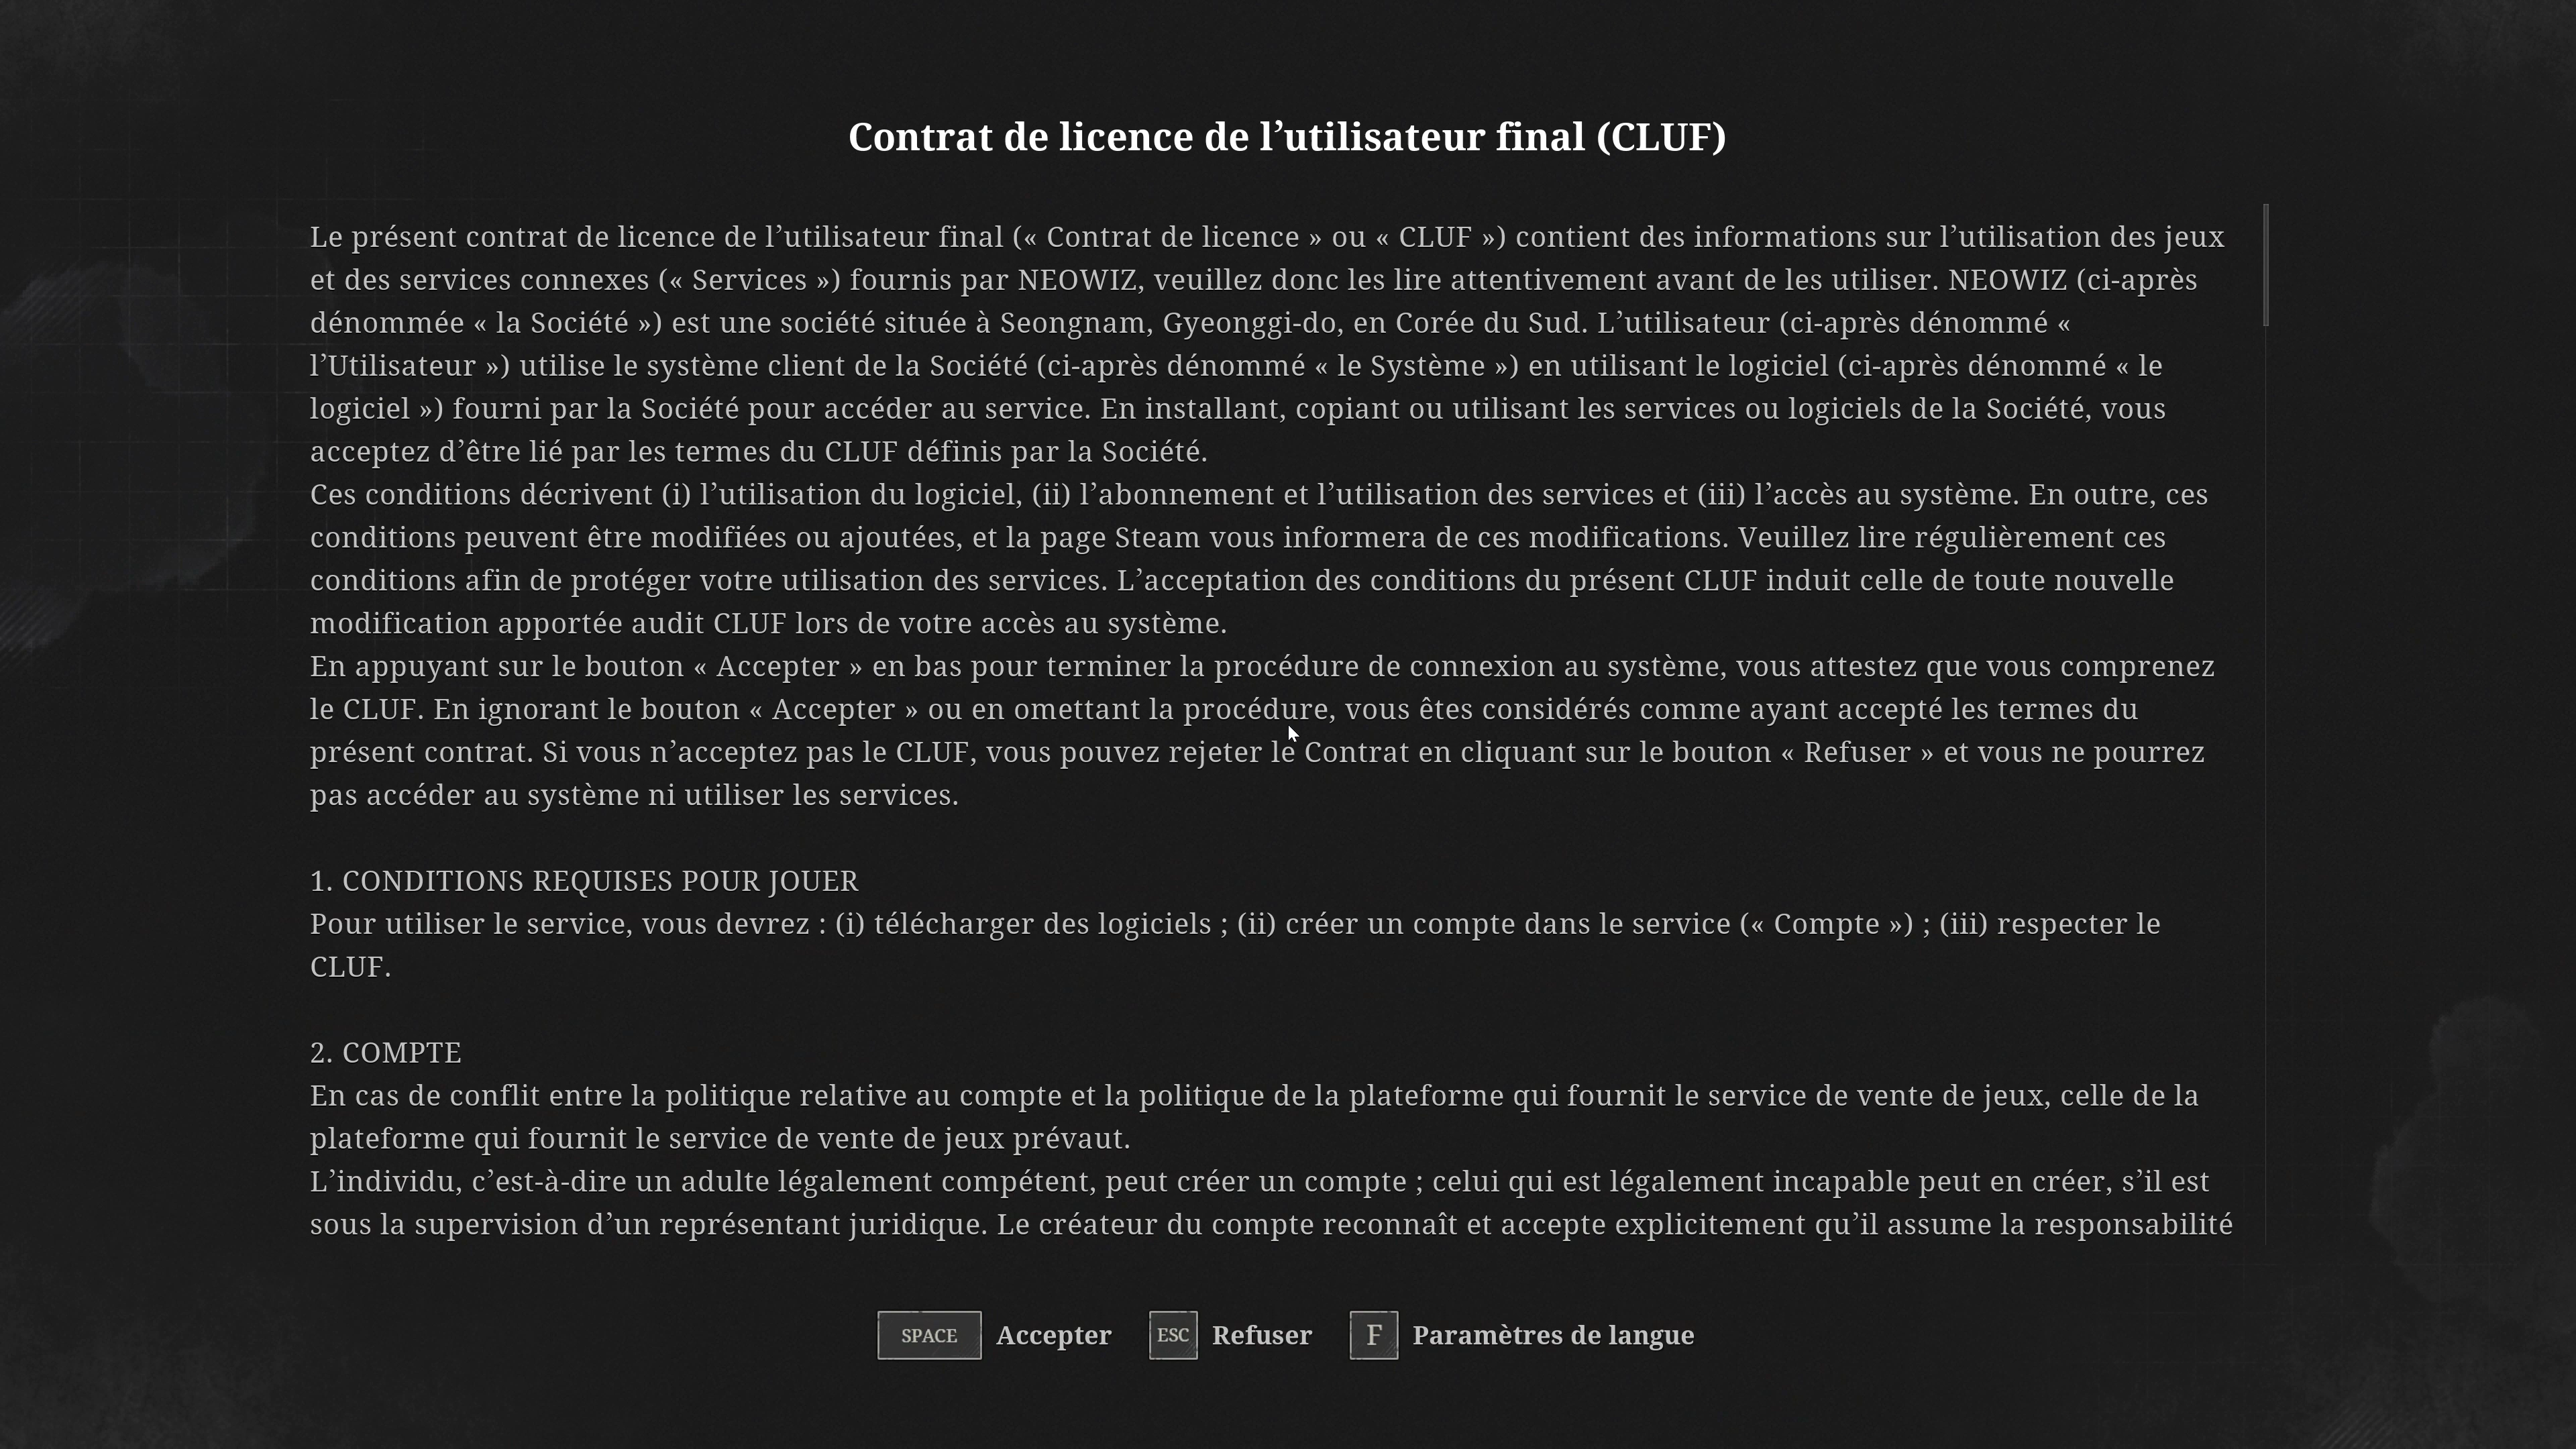 Contrat de licence de l’utilisateur final (CLUF)
Le présent contrat de licence de l’utilisateur final (« Contrat de licence » ou « CLUF ») contient des informations sur l’utilisation des jeux
et des services connexes (« Services ») fournis par NEOWIZ, veuillez donc les lire attentivement avant de les utiliser. NEOWIZ (ci-après
dénommée « la Société ») est une société située à Seongnam, Gyeonggi-do, en Corée du Sud. L’utilisateur (ci-après dénommé «
l’Utilisateur ») utilise le système client de la Société (ci-après dénommé « le Système ») en utilisant le logiciel (ci-après dénommé « le
logiciel ») fourni par la Société pour accéder au service. En installant, copiant ou utilisant les services ou logiciels de la Société, vous
acceptez d’être lié par les termes du CLUF définis par la Société.
Ces conditions décrivent (i) l’utilisation du logiciel, (ii) l’abonnement et l’utilisation des services et (iii) l’accès au système. En outre, ces
conditions peuvent être modifiées ou ajoutées, et la page Steam vous informera de ces modifications. Veuillez lire régulièrement ces
conditions afin de protéger votre utilisation des services. L’acceptation des conditions du présent CLUF induit celle de toute nouvelle
modification apportée audit CLUF lors de votre accès au système.
En appuyant sur le bouton « Accepter » en bas pour terminer la procédure de connexion au système, vous attestez que vous comprenez
le CLUF. En ignorant le bouton « Accepter » ou en omettant la procédure, vous êtes considérés comme ayant accepté les termes du
présent contrat. Si vous n’acceptez pas le CLUF, vous pouvez rejeter le Contrat en cliquant sur le bouton « Refuser » et vous ne pourrez
pas accéder au système ni utiliser les services.
1. CONDITIONS REQUISES POUR JOUER
Pour utiliser le service, vous devrez : (i) télécharger des logiciels ; (ii) créer un compte dans le service (« Compte ») ; (iii) respecter le
CLUF.
2. COMPTE
En cas de conflit entre la politique relative au compte et la politique de la plateforme qui fournit le service de vente de jeux, celle de la
plateforme qui fournit le service de vente de jeux prévaut.
L’individu, c’est-à-dire un adulte légalement compétent, peut créer un compte ; celui qui est légalement incapable peut en créer, s’il est
sous la supervision d’un représentant juridique. Le créateur du compte reconnaît et accepte explicitement qu’il assume la responsabilité
SPACE Accepter ESC Refuser F Paramètres de langue